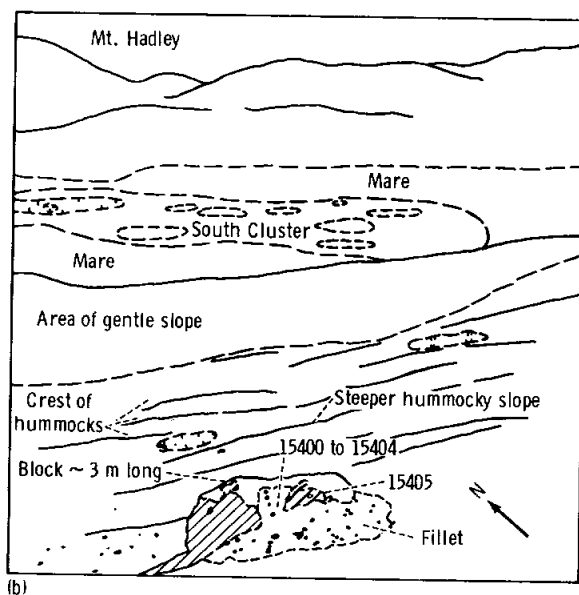 Mt. Hadley
Mare
South Cluster
Mare
Area of gentle slope
Crest of
hummocks
Steeper hummocky slope
15400 to 15404
Block ~ 3 m long
15405
N
Fillet
(b)